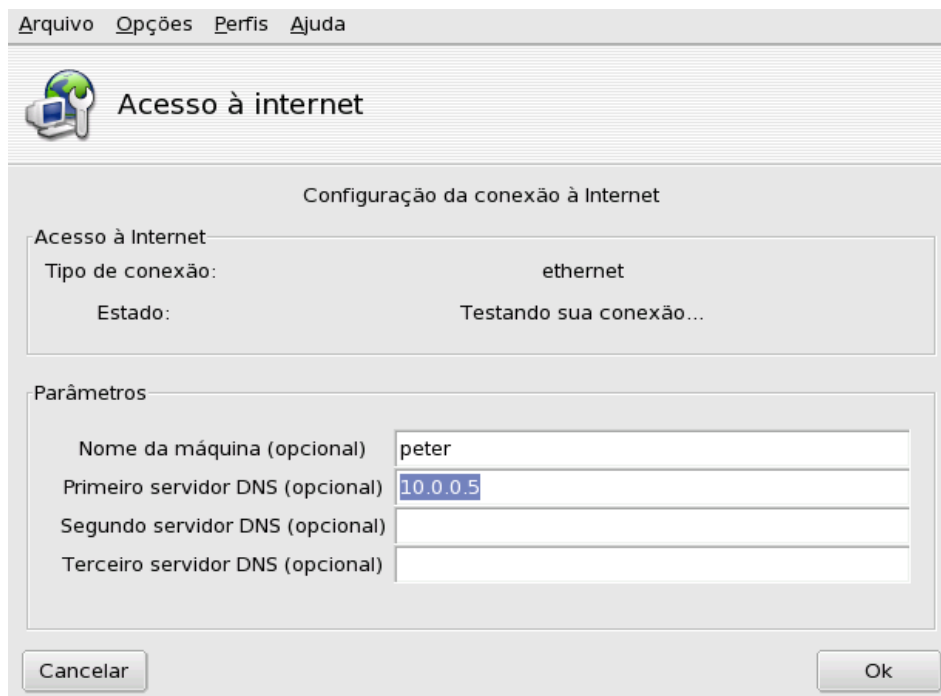 Arquivo Opções Perfis Ajuda
Acesso à internet
Configuração da conexão à Internet
Acesso à Internet
Tipo de conexão: ethernet
Estado: Testando sua conexão...
Parâmetros
Nome da máquina (opcional) peter
Primeiro servidor DNS (opcional) 10.0.0.5
Segundo servidor DNS (opcional)
Terceiro servidor DNS (opcional)
Cancelar Ok